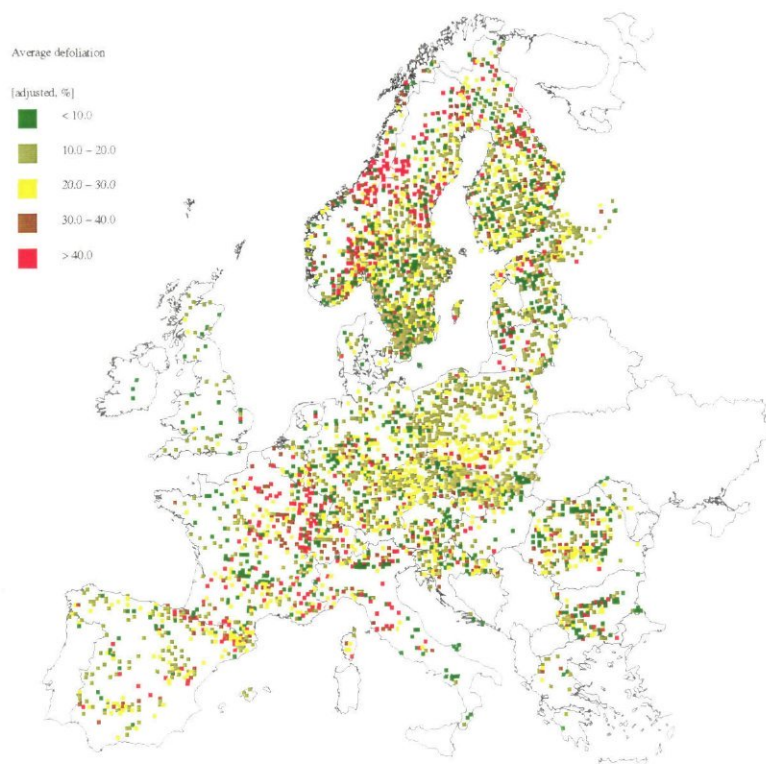 Average defoliation
[adjusted, %]
< 10.0
10.0 – 20.0
20.0 – 30.0
30.0 – 40.0
> 40.0